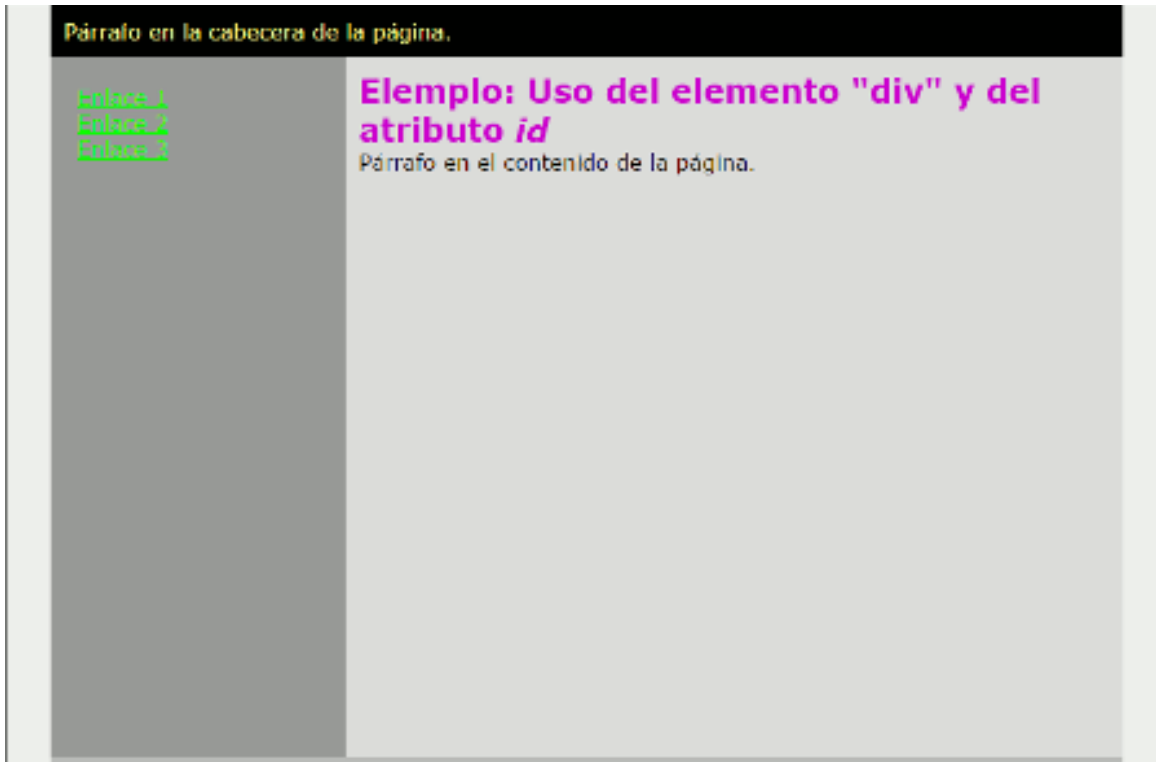 Párrafo en la cabecera de la página.
Enlace 1
Enlace 2
Enlace 3
Elemplo: Uso del elemento "div" y del
atributo id
Párrafo en el contenido de la página.